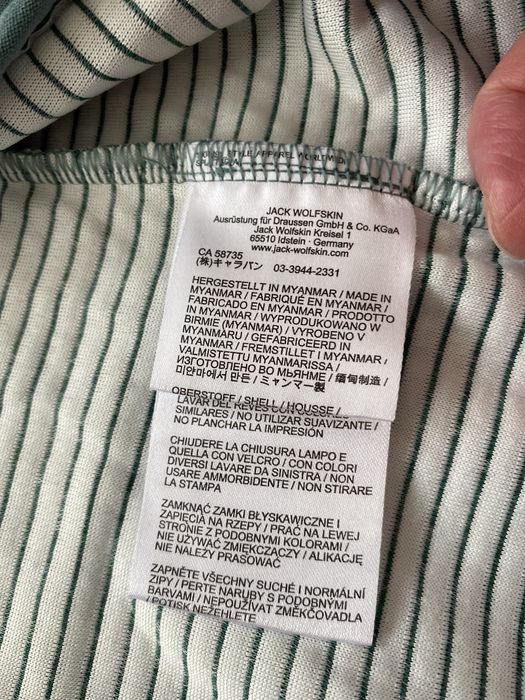 JACK WOLFSKIN
Ausrüstung für Draussen GmbH & Co. KGaA
Jack Wolfskin Kreisel 1
65510 Idstein · Germany
www.jack-wolfskin.com
CA 58735
(株)キャラバン 03-3944-2331
HERGESTELLT IN MYANMAR / MADE IN
MYANMAR / FABRIQUÉ EN MYANMAR /
FABRICADO EN MYANMAR / PRODOTTO
IN MYANMAR / WYPRODUKOWANO W
BIRMIE (MYANMAR) / VYROBENO V
MYANMARU / GEFABRICEERD IN
MYANMAR / FREMSTILLET I MYANMAR /
VALMISTETTU MYANMARISSA /
ИЗГОТОВЛЕНО ВО МЬЯНМЕ / 缅甸制造 /
미얀마에서 만든 / ミャンマー製
OBERSTOFF / SHELL / HOUSSE /
LAVAR DEL REVÉS CON COLORES
SIMILARES / NO UTILIZAR SUAVIZANTE /
NO PLANCHAR LA IMPRESIÓN
CHIUDERE LA CHIUSURA LAMPO E
QUELLA CON VELCRO / CON COLORI
DIVERSI LAVARE DA SINISTRA / NON
USARE AMMORBIDENTE / NON STIRARE
LA STAMPA
ZAMKNĄĆ ZAMKI BŁYSKAWICZNE I
ZAPIĘCIA NA RZEPY / PRAĆ NA LEWEJ
STRONIE Z PODOBNYMI KOLORAMI /
NIE UŻYWAĆ ZMIĘKCZACZY / ALIKACJĘ
NIE NALEŻY PRASOWAĆ
ZAPNĚTE VŠECHNY SUCHÉ I NORMÁLNÍ
ZIPY / PERTE NARUBY S PODOBNÝMI
BARVAMI / NEPOUŽÍVAT ZMĚKČOVADLA
/ POTISK NEŽEHLETE